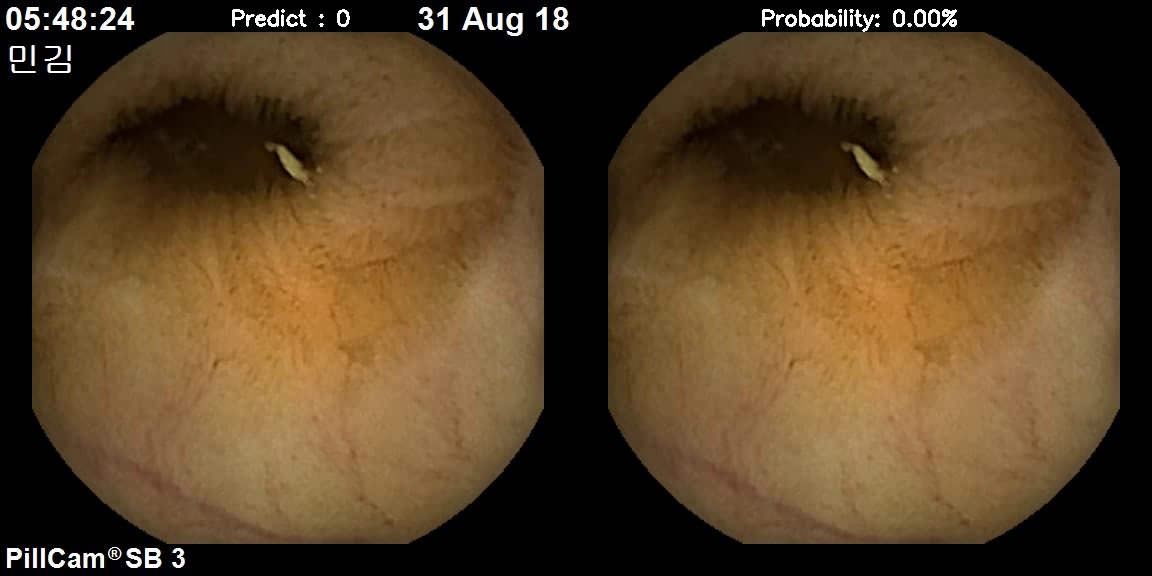 05:48:24
Predict : 0
31 Aug 18
Probability: 0.00%
민김
PillCam® SB 3